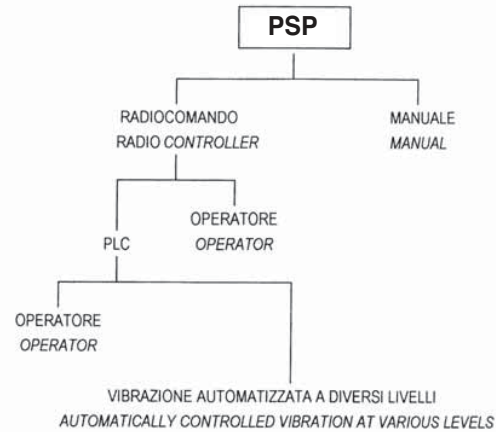 PSP
RADIOCOMANDO
RADIO CONTROLLER
MANUALE
MANUAL
OPERATORE
OPERATOR
PLC
OPERATORE
OPERATOR
VIBRAZIONE AUTOMATIZZATA A DIVERSI LIVELLI
AUTOMATICALLY CONTROLLED VIBRATION AT VARIOUS LEVELS